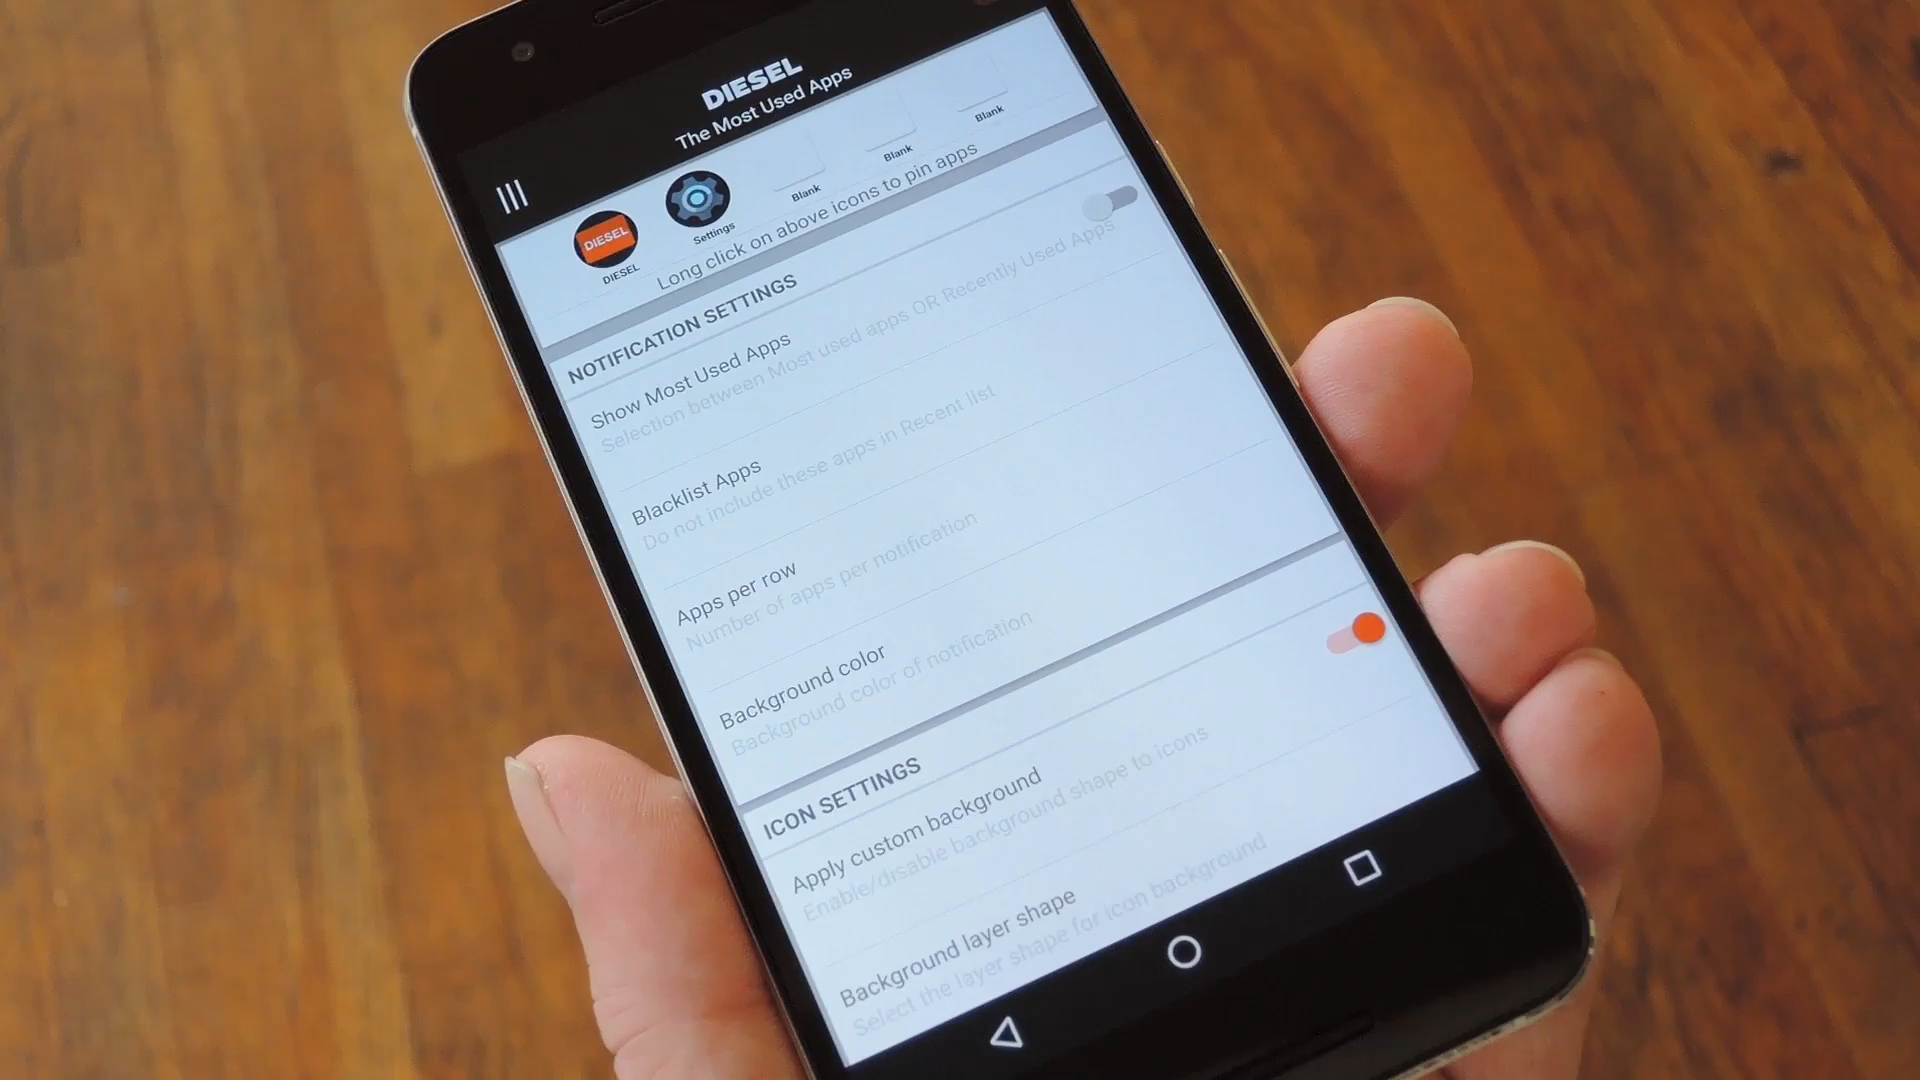 DIESEL
The Most Used Apps
DIESEL
DIESEL
Settings
Blank
Blank
Blank
Long click on above icons to pin apps
NOTIFICATION SETTINGS
Show Most Used Apps
Selection between Most used apps OR Recently Used Apps
Blacklist Apps
Do not include these apps in Recent list
Apps per row
Number of apps per notification
Background color
Background color of notification
ICON SETTINGS
Apply custom background
Enable/disable background shape to icons
Background layer shape
Select the layer shape for icon background